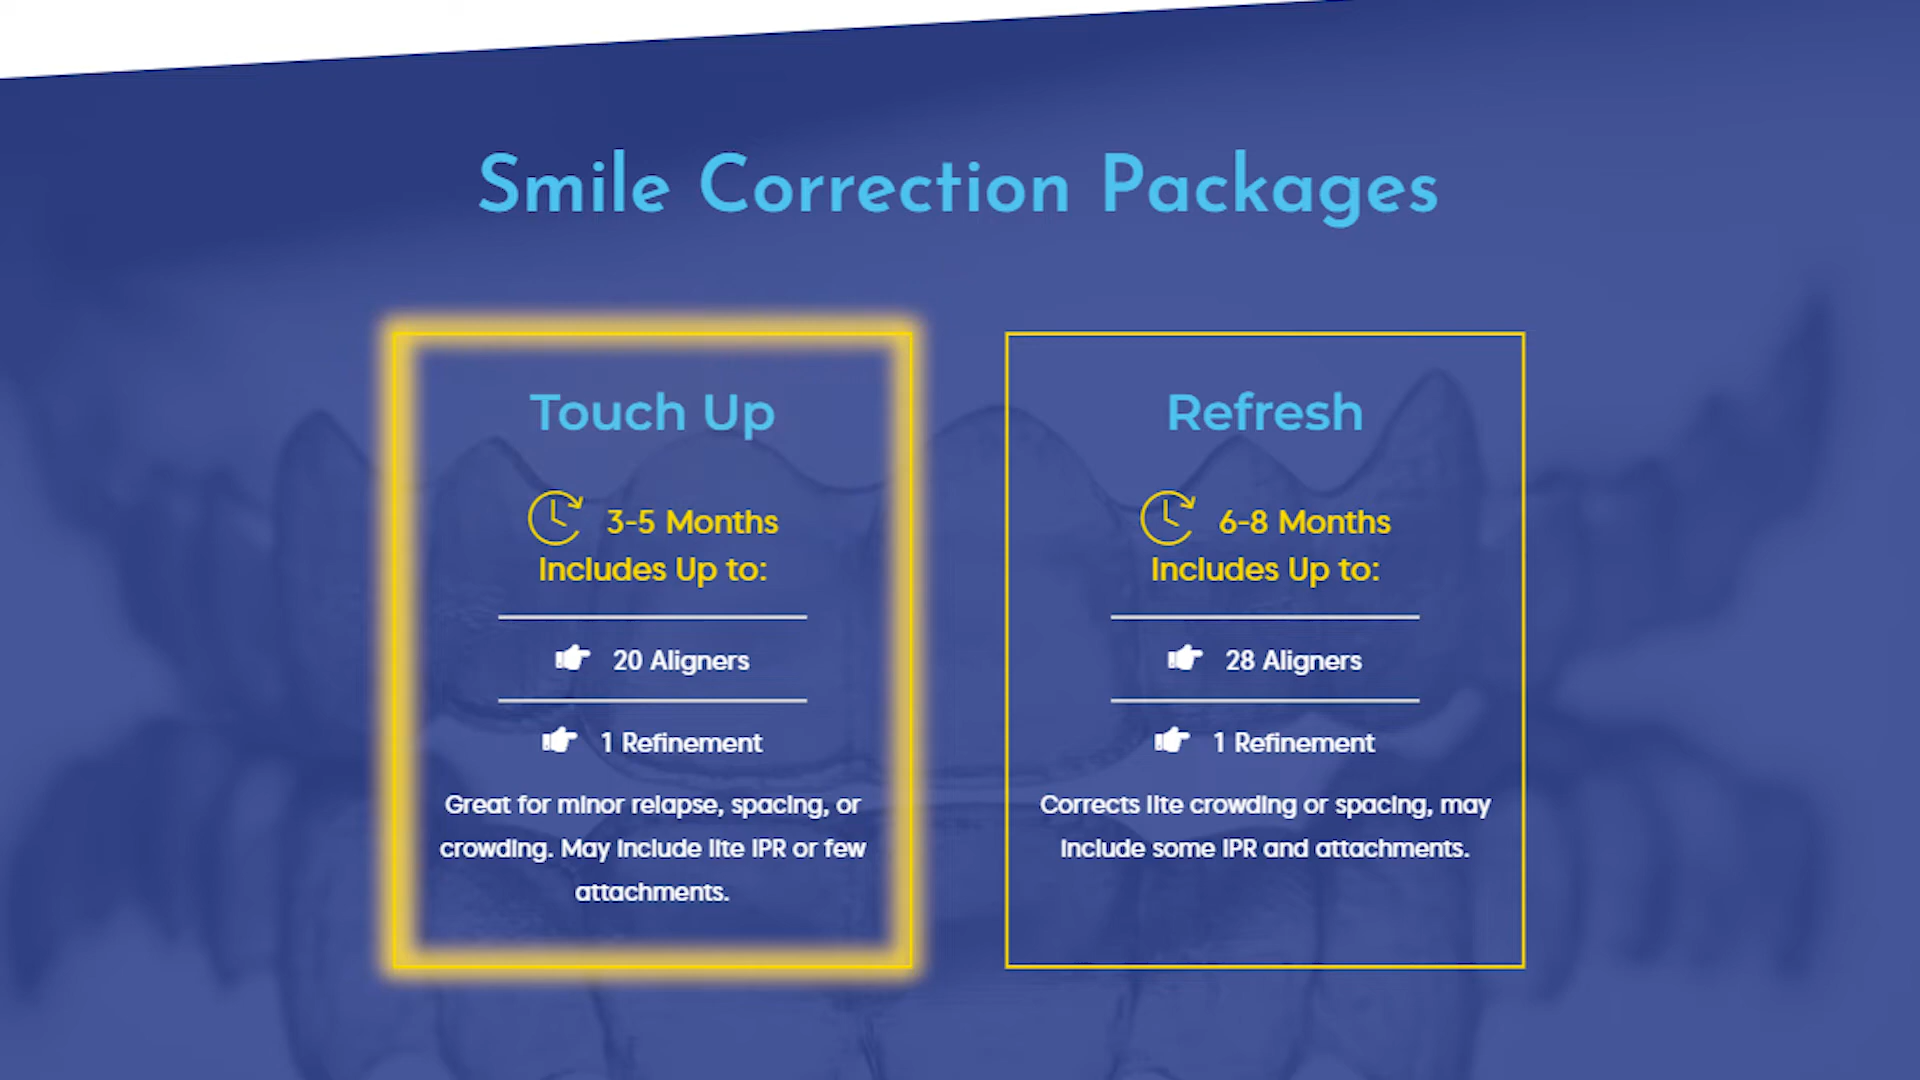 Smile Correction Packages
Touch Up
3-5 Months
Includes Up to:
20 Aligners
1 Refinement
Great for minor relapse, spacing, or
crowding. May include lite IPR or few
attachments.
Refresh
6-8 Months
Includes Up to:
28 Aligners
1 Refinement
Corrects lite crowding or spacing, may
include some IPR and attachments.